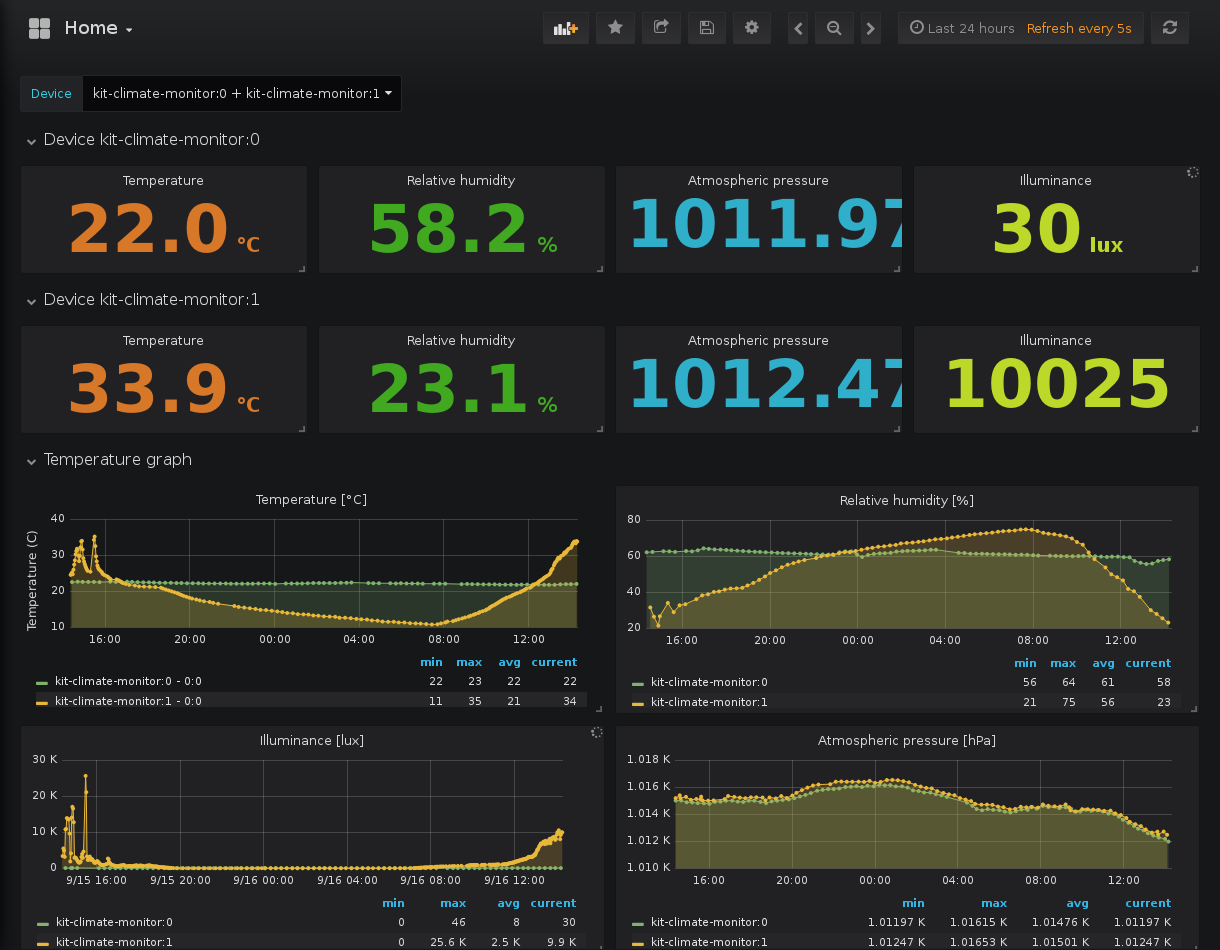 Home
Last 24 hours Refresh every 5s
Device kit-climate-monitor:0 + kit-climate-monitor:1
Device kit-climate-monitor:0
Temperature Relative humidity Atmospheric pressure Illuminance
22.0 °C 58.2 % 1011.97 30 lux
Device kit-climate-monitor:1
Temperature Relative humidity Atmospheric pressure Illuminance
33.9 °C 23.1 % 1012.47 10025
Temperature graph
Temperature [°C]
Temperature (C)
40
30
20
10
16:00 20:00 00:00 04:00 08:00 12:00
min max avg current
kit-climate-monitor:0 - 0:0 22 23 22 22
kit-climate-monitor:1 - 0:0 11 35 21 34
Relative humidity [%]
80
60
40
20
16:00 20:00 00:00 04:00 08:00 12:00
min max avg current
kit-climate-monitor:0 56 64 61 58
kit-climate-monitor:1 21 75 56 23
Illuminance [lux]
30 K
20 K
10 K
0
9/15 16:00 9/15 20:00 9/16 00:00 9/16 04:00 9/16 08:00 9/16 12:00
min max avg current
kit-climate-monitor:0 0 46 8 30
kit-climate-monitor:1 0 25.6 K 2.5 K 9.9 K
Atmospheric pressure [hPa]
1.018 K
1.016 K
1.014 K
1.012 K
1.010 K
16:00 20:00 00:00 04:00 08:00 12:00
min max avg current
kit-climate-monitor:0 1.01197 K 1.01615 K 1.01476 K 1.01197 K
kit-climate-monitor:1 1.01247 K 1.01653 K 1.01501 K 1.01247 K